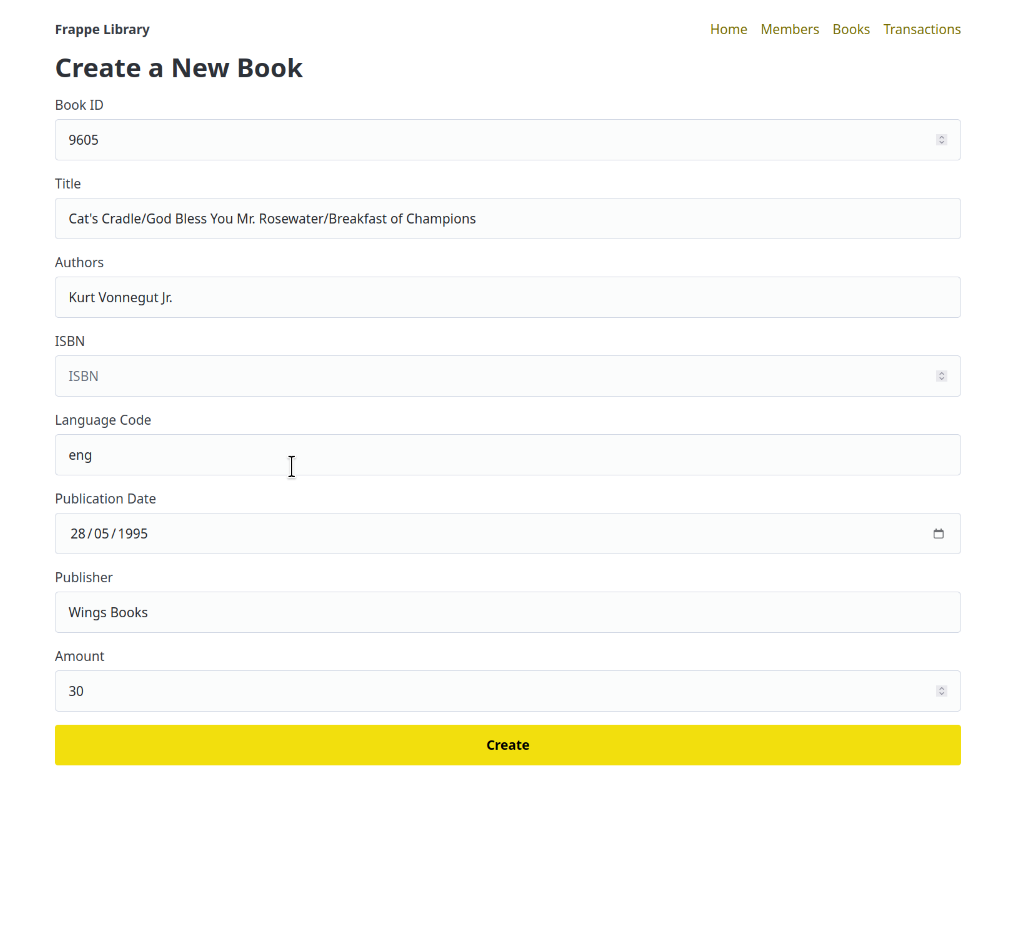 Frappe Library
Home Members Books Transactions
Create a New Book
Book ID
9605
Title
Cat's Cradle/God Bless You Mr. Rosewater/Breakfast of Champions
Authors
Kurt Vonnegut Jr.
ISBN
ISBN
Language Code
eng
Publication Date
28/05/1995
Publisher
Wings Books
Amount
30
Create